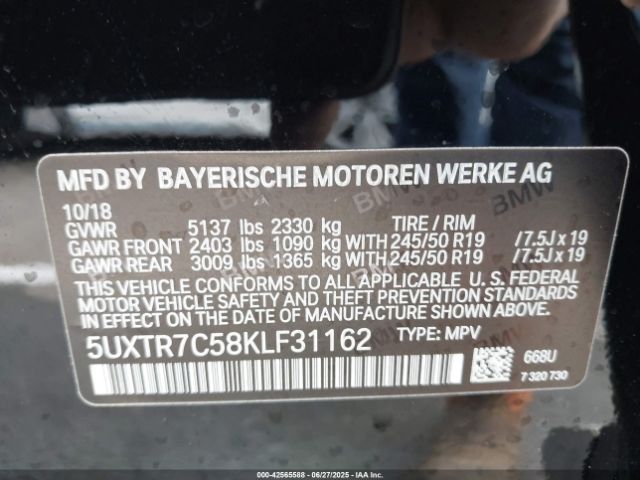 MFD BY BAYERISCHE MOTOREN WERKE AG
10/18
GVWR 5137 lbs 2330 kg TIRE / RIM
GAWR FRONT 2403 lbs 1090 kg WITH 245/50 R19 /7.5J x 19
GAWR REAR 3009 lbs 1365 kg WITH 245/50 R19 /7.5J x 19
THIS VEHICLE CONFORMS TO ALL APPLICABLE U. S. FEDERAL
MOTOR VEHICLE SAFETY AND THEFT PREVENTION STANDARDS
IN EFFECT ON THE DATE OF MANUFACTURE SHOWN ABOVE.
5UXTR7C58KLF31162 TYPE: MPV
668U
7 320 730
000-42565588 | 06/27/2025 | IAA Inc.